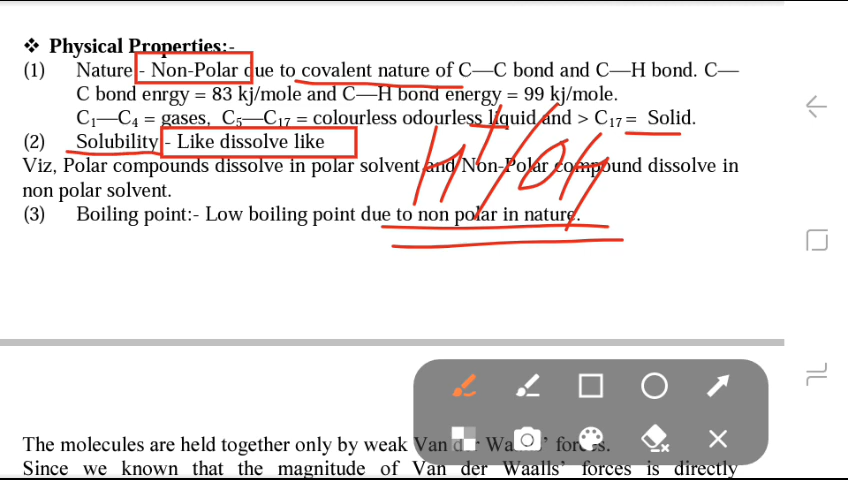 ❖ Physical Properties:-
(1) Nature - Non-Polar due to covalent nature of C—C bond and C—H bond. C—
C bond enrgy = 83 kj/mole and C—H bond energy = 99 kj/mole.
C₁—C₄ = gases, C₅—C₁₇ = colourless odourless liquid and > C₁₇ = Solid.
(2) Solubility - Like dissolve like
Viz, Polar compounds dissolve in polar solvent and Non-Polar compound dissolve in
non polar solvent.
(3) Boiling point:- Low boiling point due to non polar in nature.
The molecules are held together only by weak Van der Waalls' forces.
Since we known that the magnitude of Van der Waalls' forces is directly